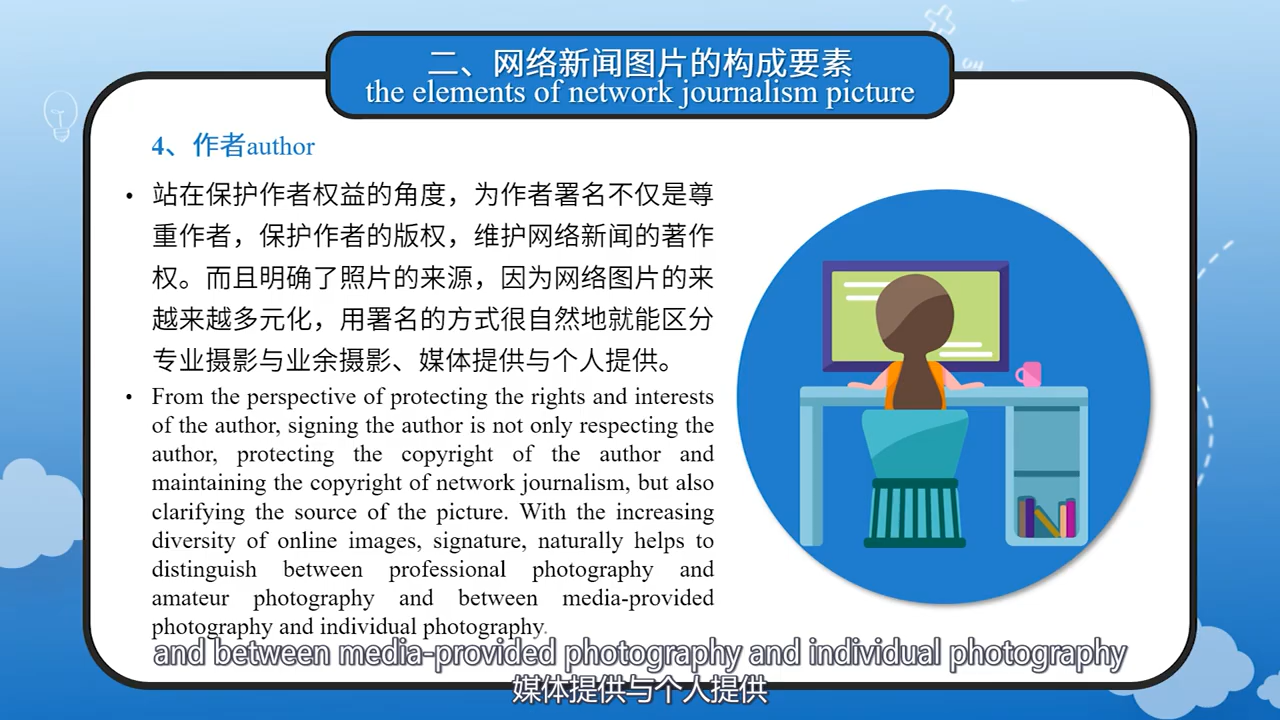 二、网络新闻图片的构成要素
the elements of network journalism picture
4、作者author
• 站在保护作者权益的角度，为作者署名不仅是尊
重作者，保护作者的版权，维护网络新闻的著作
权。而且明确了照片的来源，因为网络图片的来
越来越多元化，用署名的方式很自然地就能区分
专业摄影与业余摄影、媒体提供与个人提供。
• From the perspective of protecting the rights and interests
of the author, signing the author is not only respecting the
author, protecting the copyright of the author and
maintaining the copyright of network journalism, but also
clarifying the source of the picture. With the increasing
diversity of online images, signature, naturally helps to
distinguish between professional photography and
amateur photography and between media-provided
photography and individual photography.
and between media-provided photography and individual photography
媒体提供与个人提供